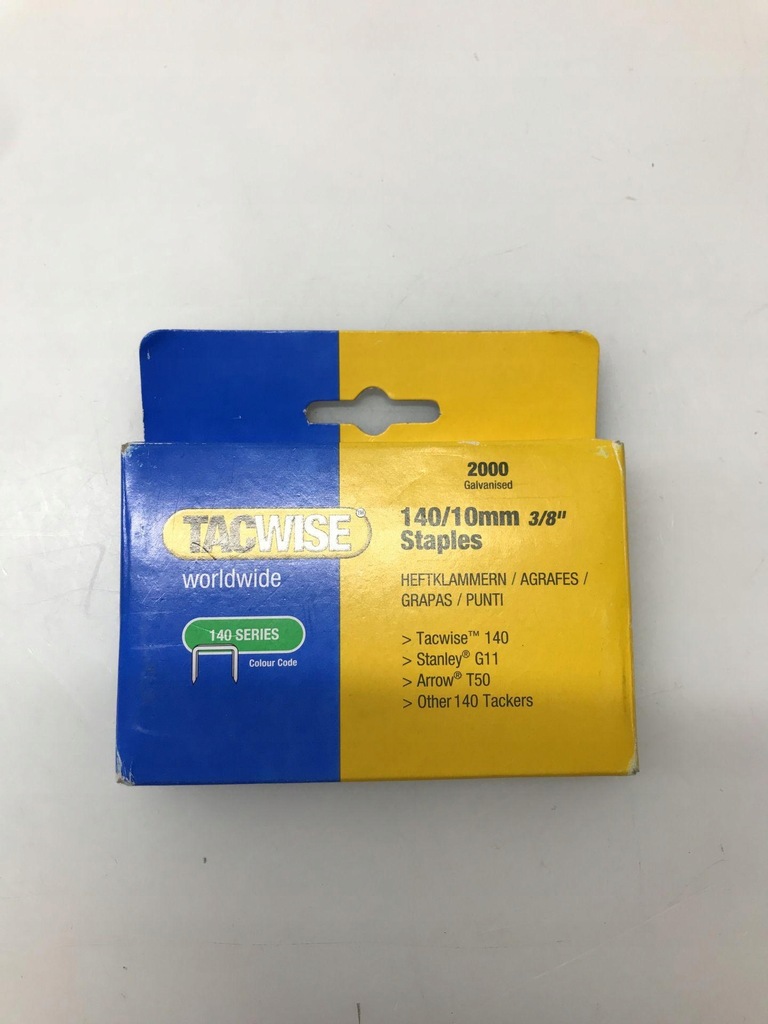 2000
Galvanised
140/10mm 3/8"
Staples
TACWISE™
worldwide
HEFTKLAMMERN / AGRAFES /
GRAPAS / PUNTI
140 SERIES
Colour Code
> Tacwise™ 140
> Stanley® G11
> Arrow® T50
> Other 140 Tackers